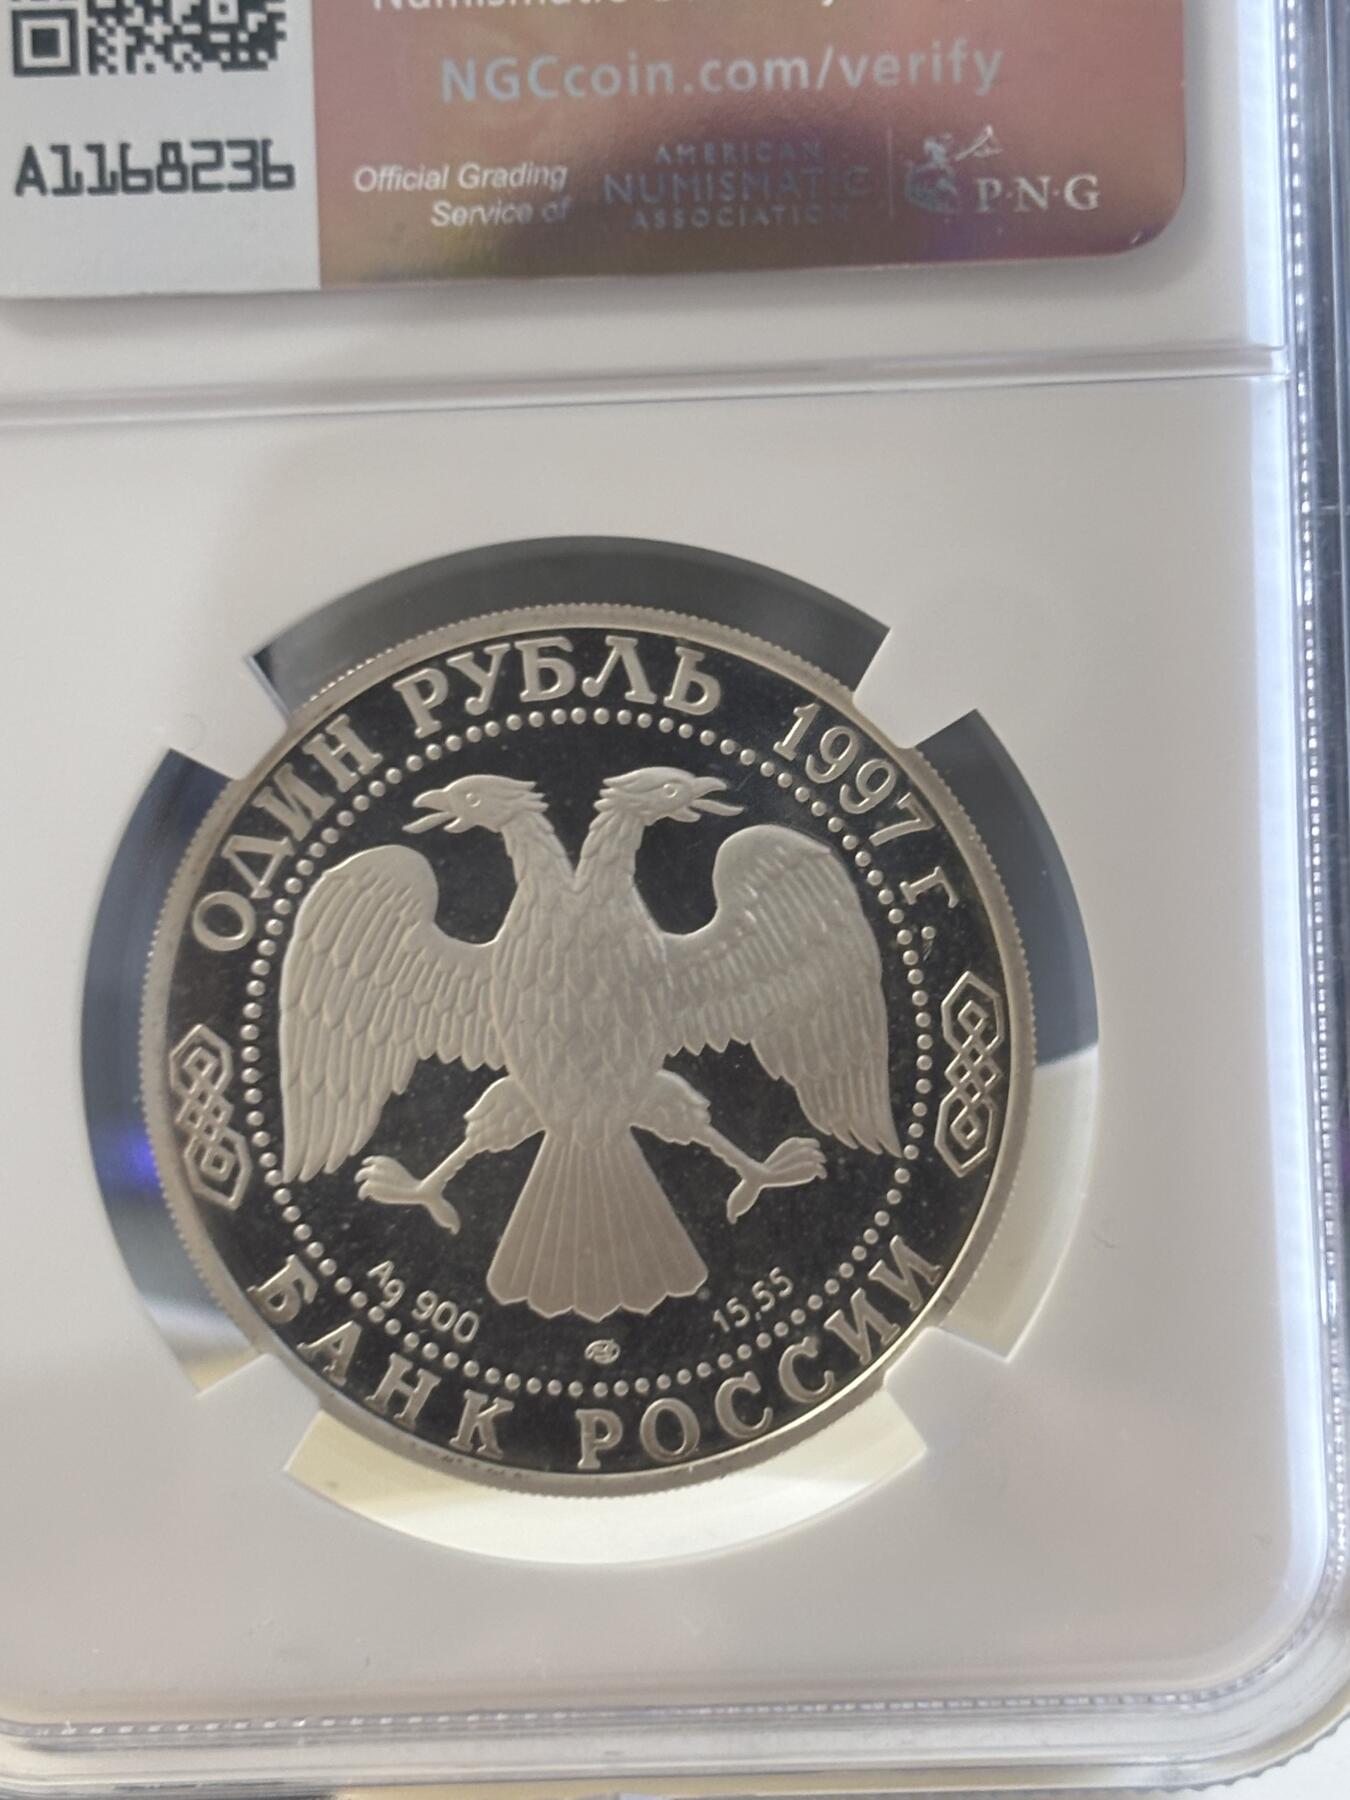 NGCcoin.com/verify
A1168236
Official Grading
Service of
AMERICAN
NUMISMATIC
ASSOCIATION
P·N·G
ОДИН РУБЛЬ 1997 г.
Ag 900
15,55
БАНК РОССИИ